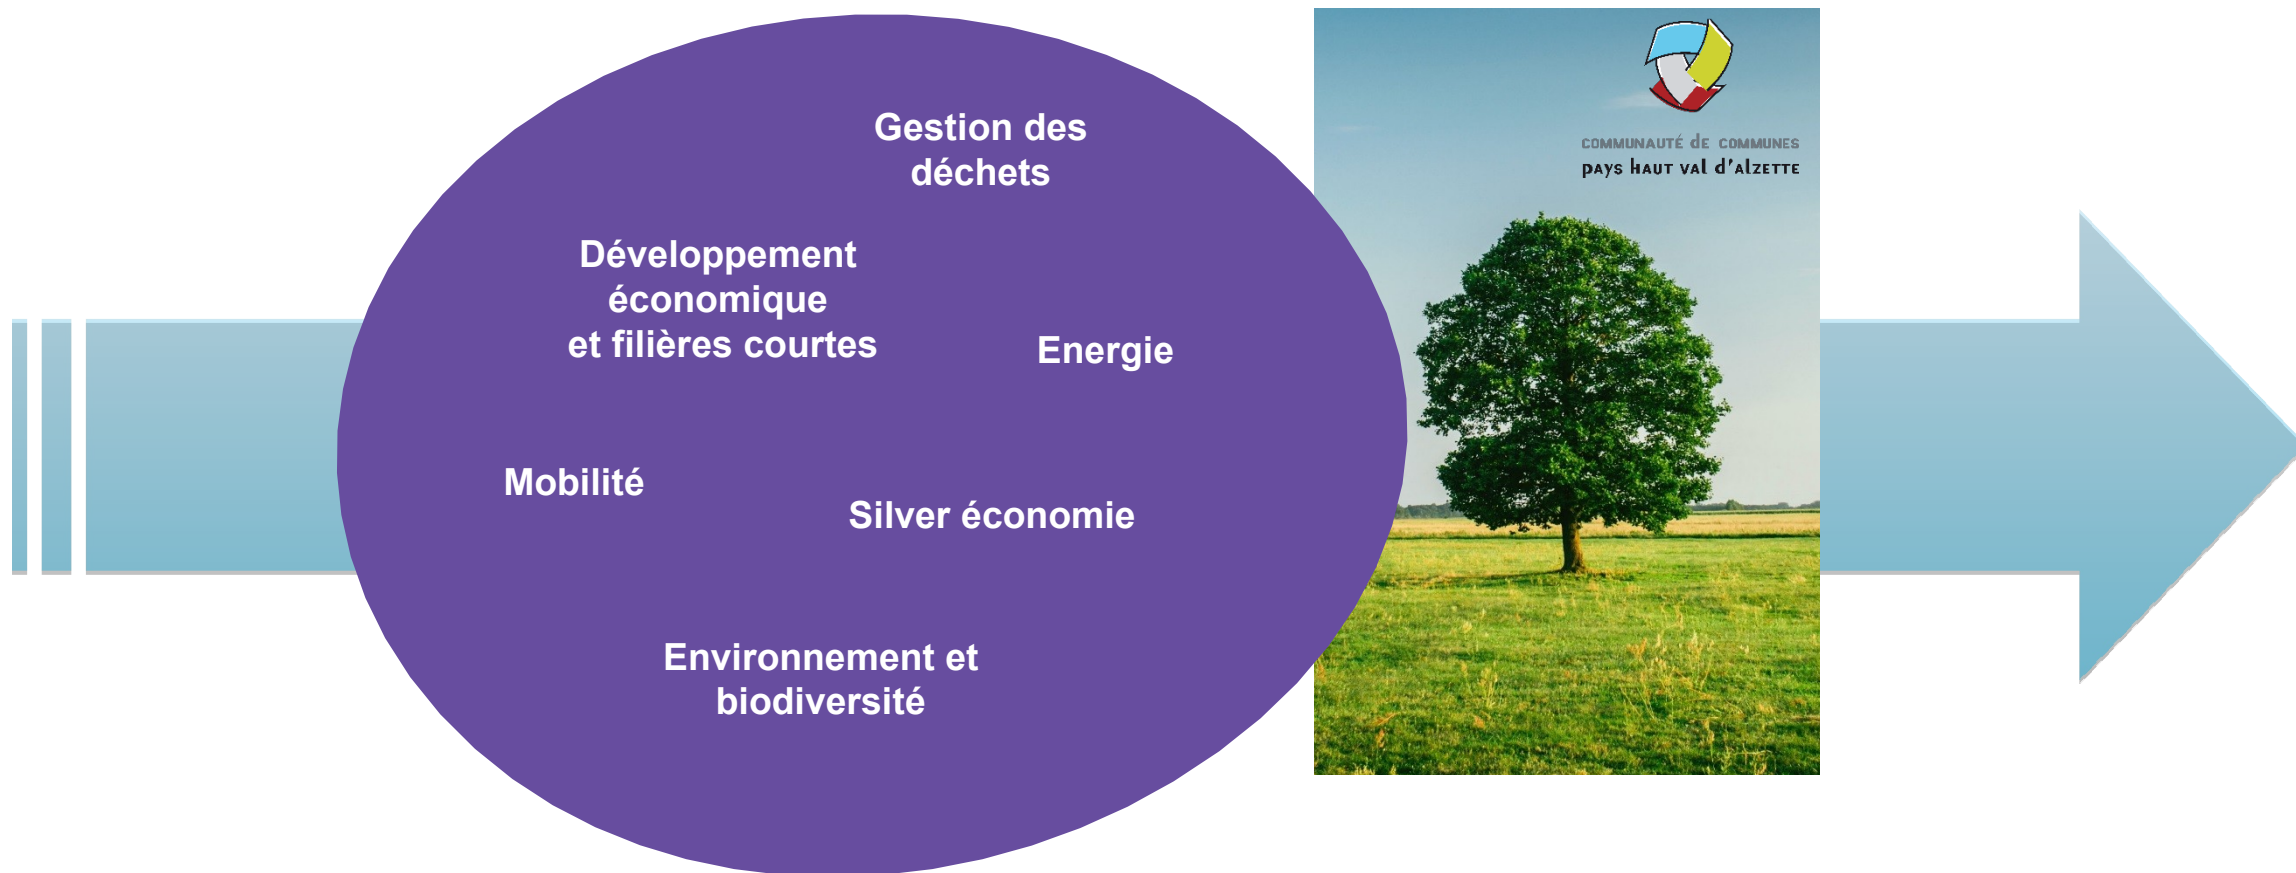 Gestion des
déchets
Développement
économique
et filières courtes
Energie
Mobilité
Silver économie
Environnement et
biodiversité
COMMUNAUTÉ dE COMMUNES
pAys HAUT vAl d'AlzETTE